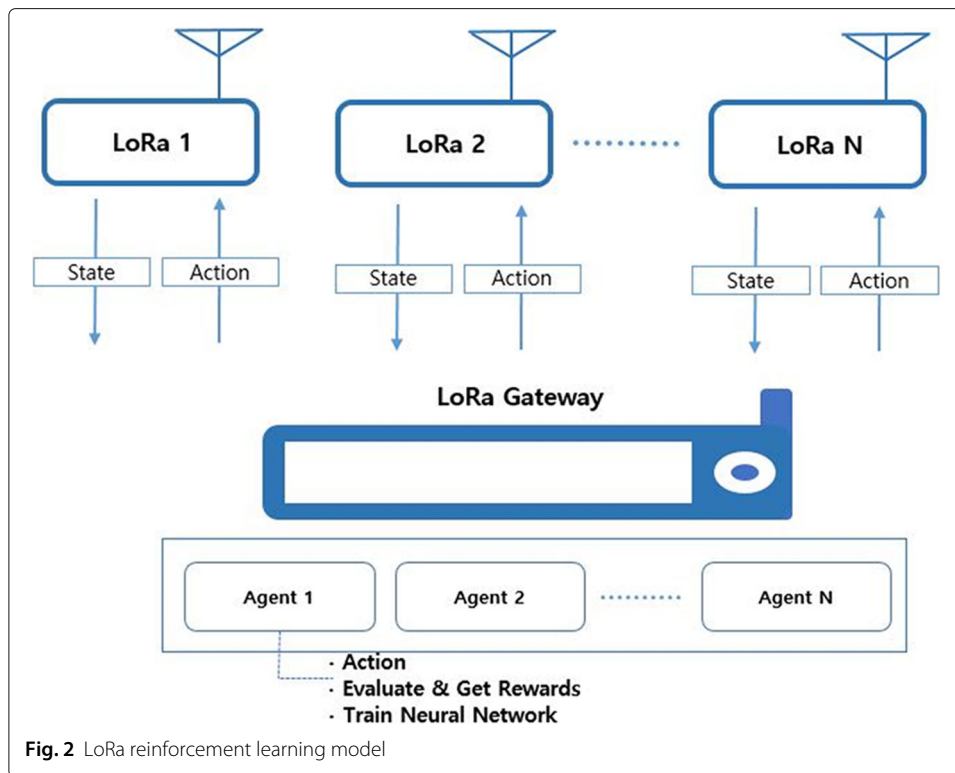 LoRa 1
LoRa 2
LoRa N
State
Action
State
Action
State
Action
LoRa Gateway
Agent 1
Agent 2
Agent N
· Action
· Evaluate & Get Rewards
· Train Neural Network
Fig. 2 LoRa reinforcement learning model